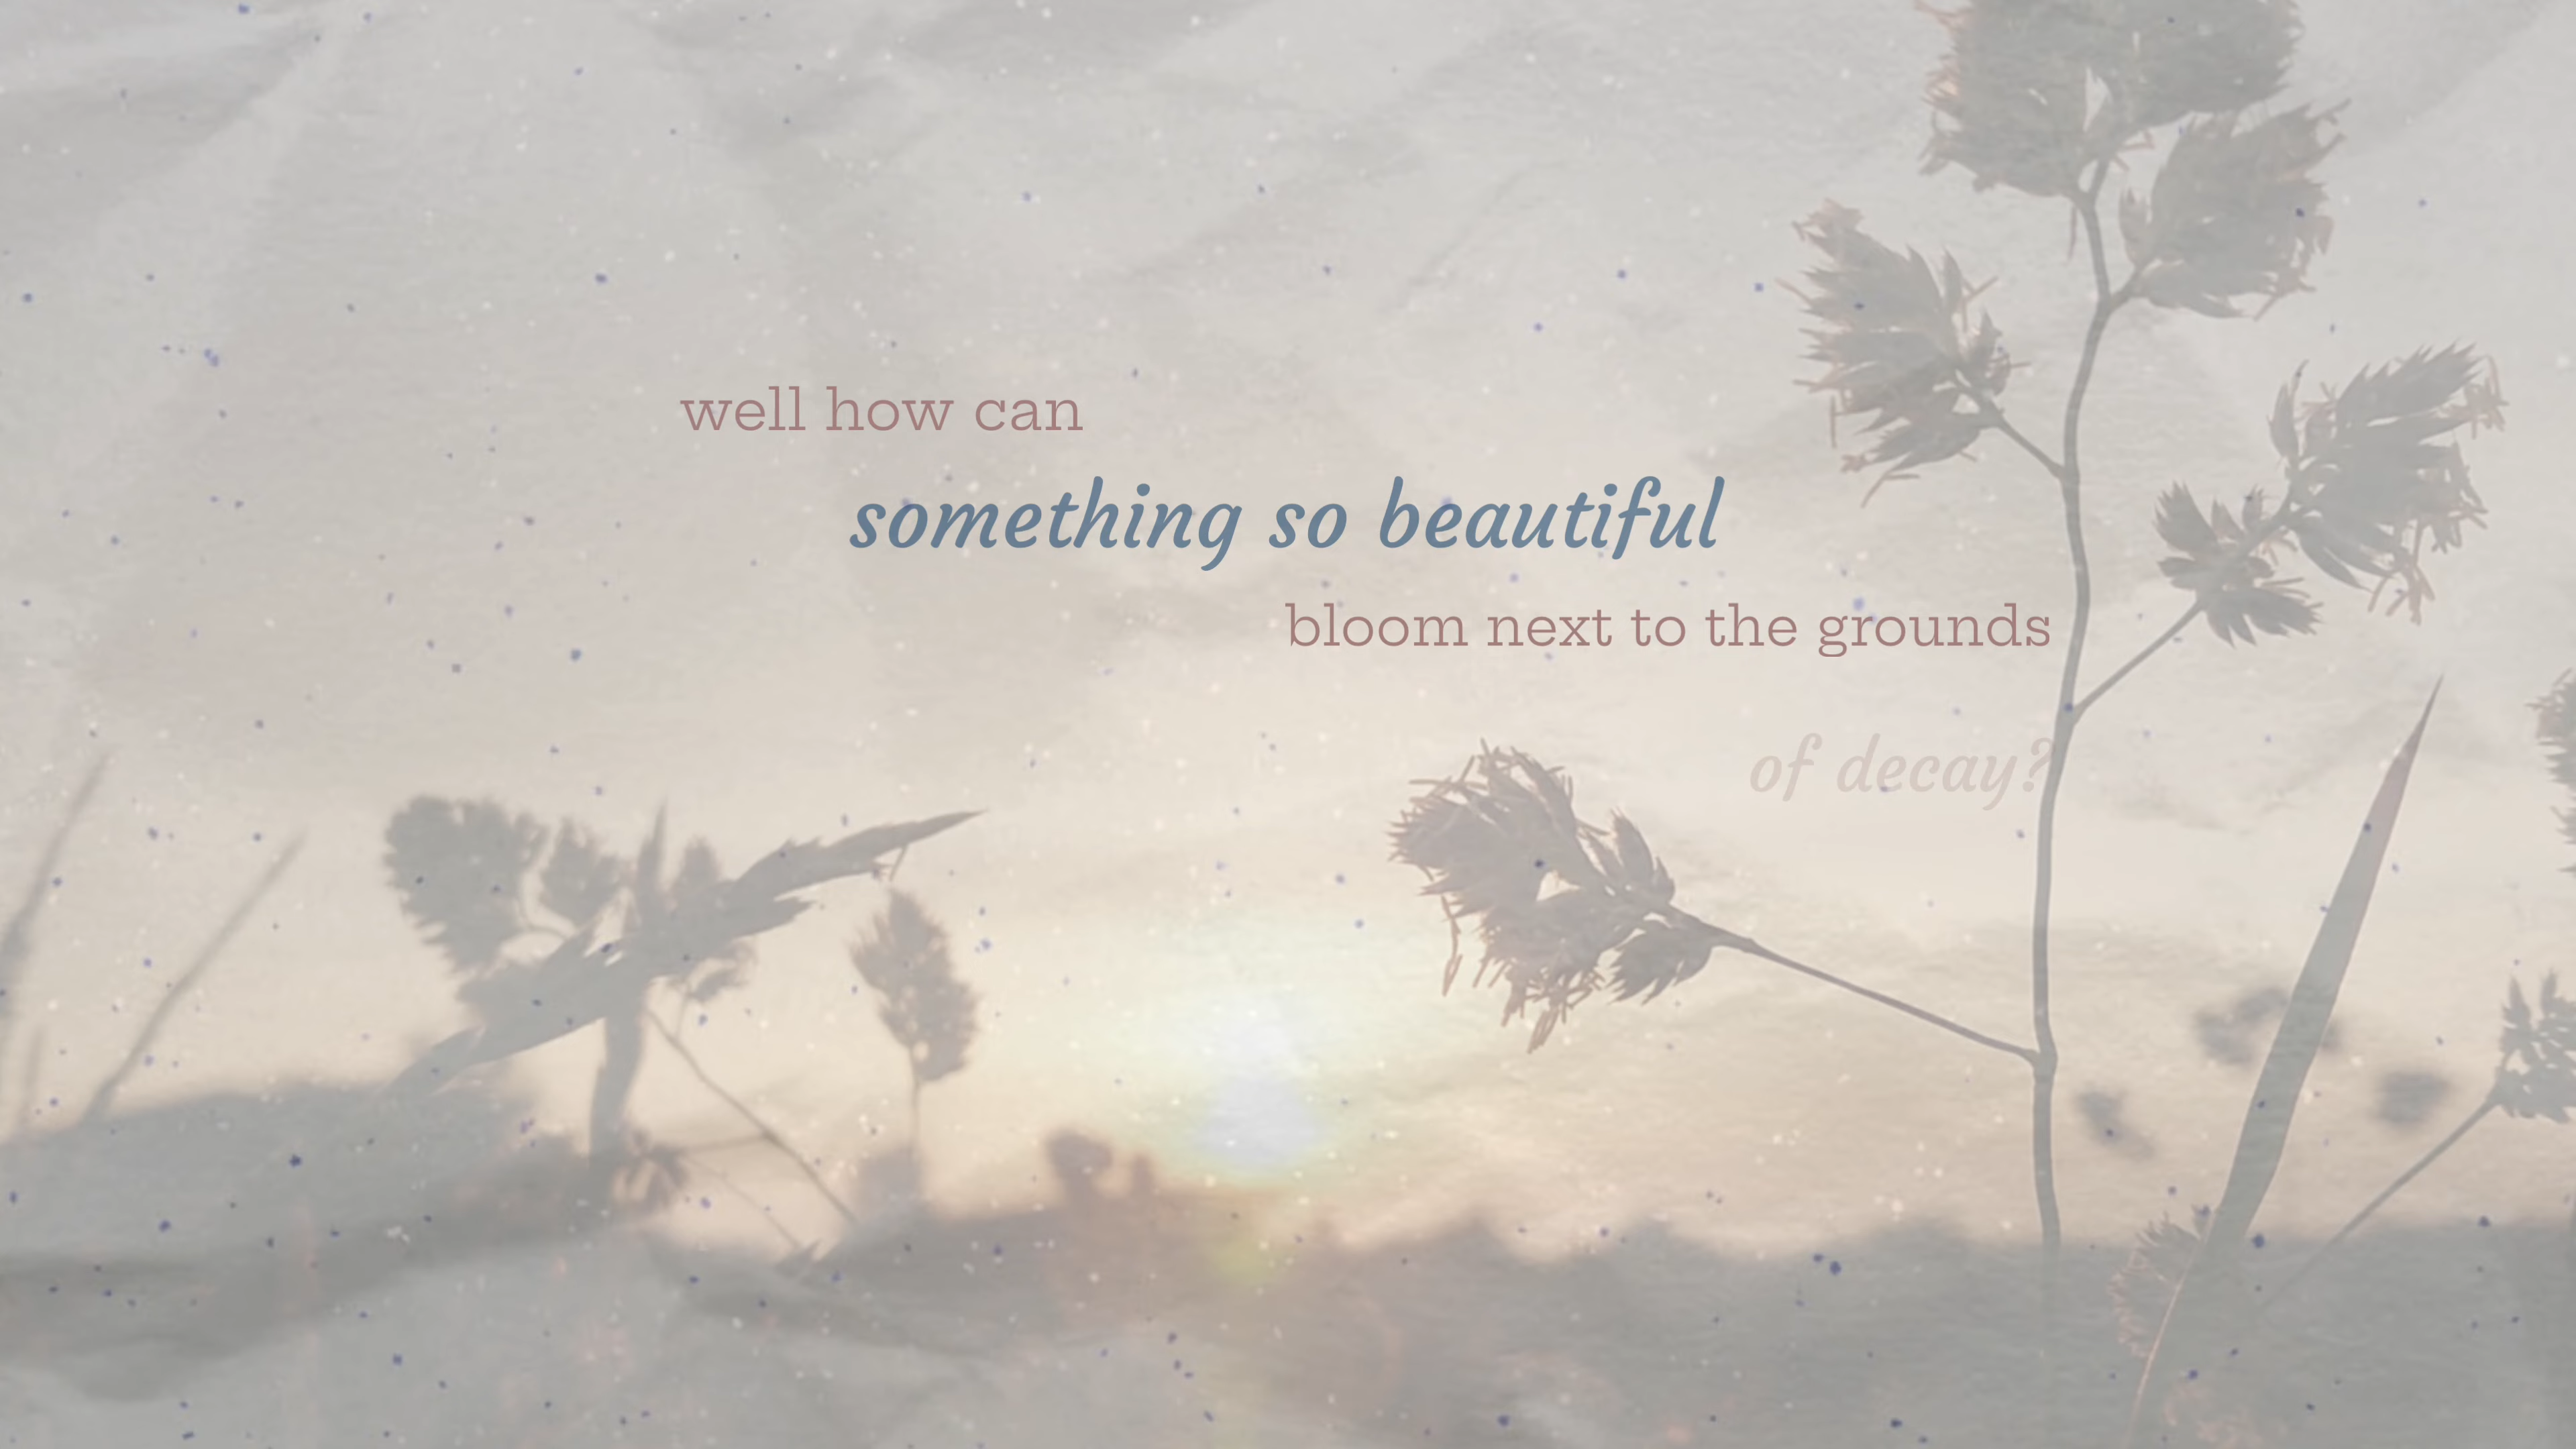 well how can
something so beautiful
bloom next to the grounds
of decay?